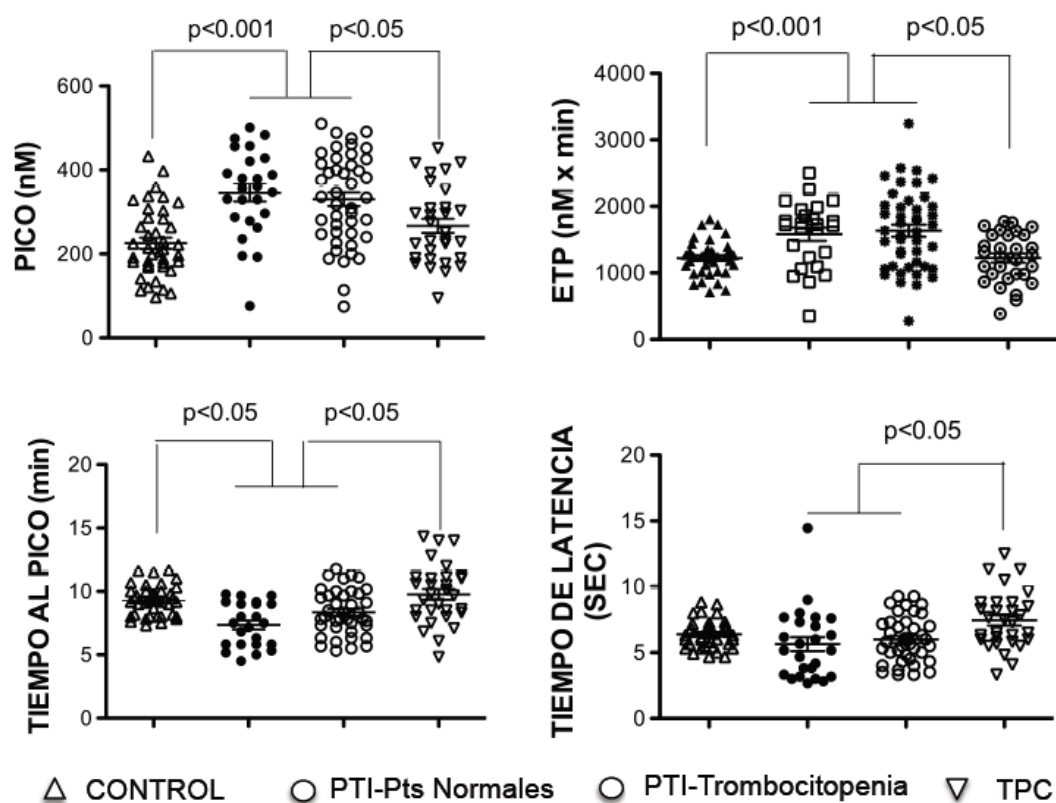 p<0.001 p<0.05
PICO (nM)
600
400
200
0
p<0.001 p<0.05
ETP (nM x min)
4000
3000
2000
1000
0
p<0.05 p<0.05
TIEMPO AL PICO (min)
20
15
10
5
0
p<0.05
TIEMPO DE LATENCIA
(SEC)
20
15
10
5
0
CONTROL PTI-Pts Normales PTI-Trombocitopenia TPC